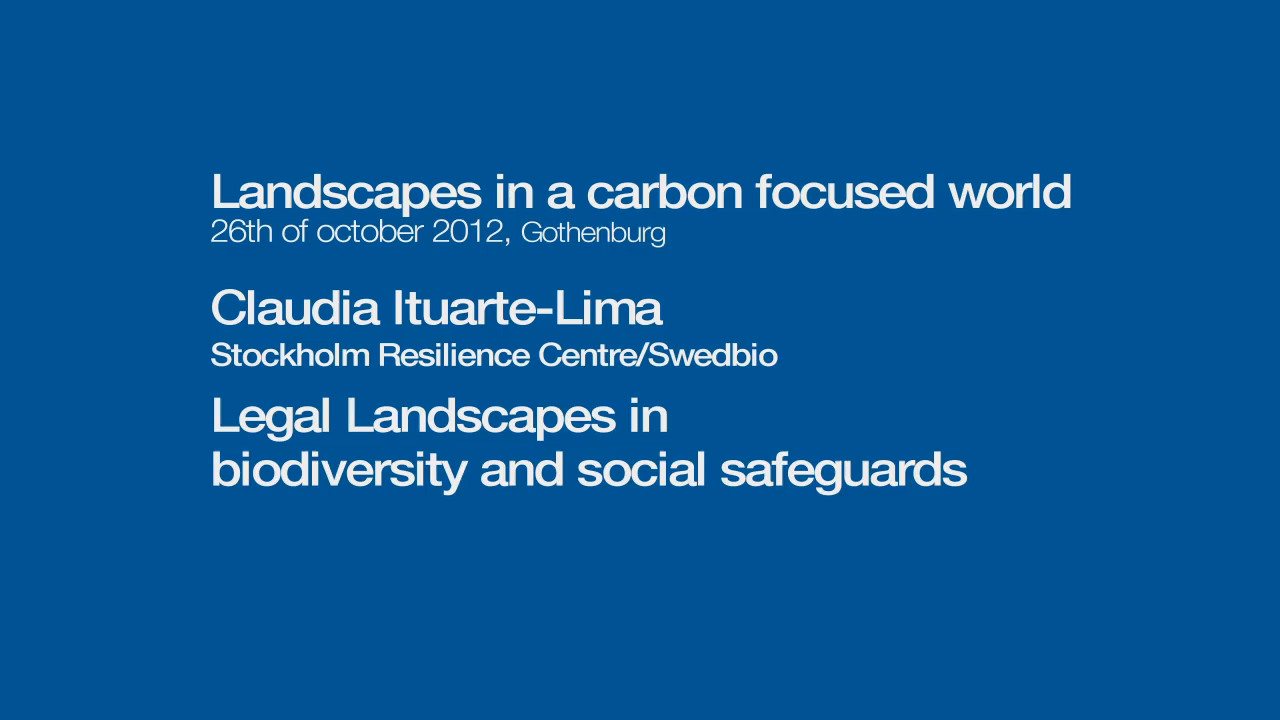 Landscapes in a carbon focused world
26th of october 2012, Gothenburg
Claudia Ituarte-Lima
Stockholm Resilience Centre/Swedbio
Legal Landscapes in
biodiversity and social safeguards